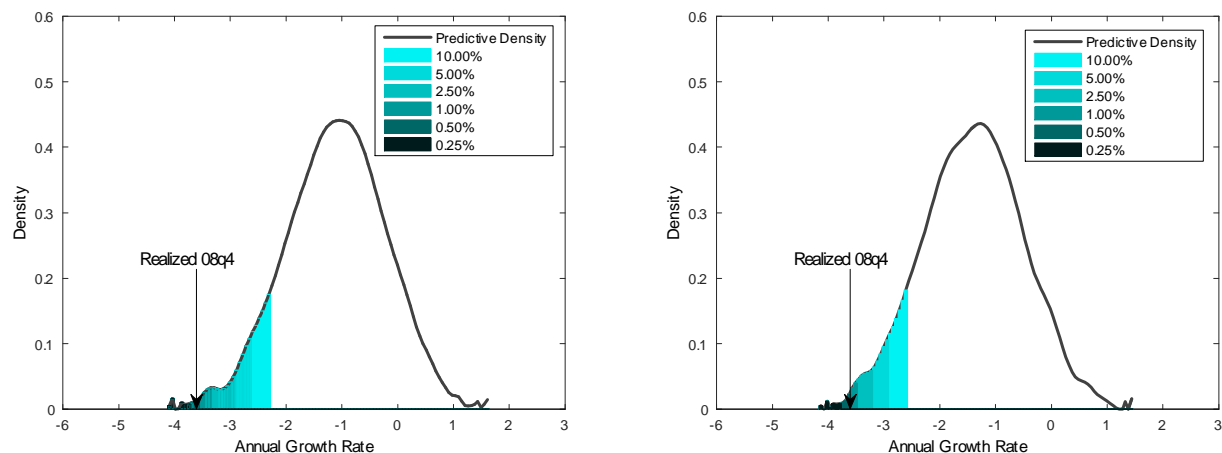 0.6
0.5
0.4
0.3
0.2
0.1
0
Density
-6 -5 -4 -3 -2 -1 0 1 2 3
Annual Growth Rate
Realized 08q4
Predictive Density
10.00%
5.00%
2.50%
1.00%
0.50%
0.25%
0.6
0.5
0.4
0.3
0.2
0.1
0
Density
-6 -5 -4 -3 -2 -1 0 1 2 3
Annual Growth Rate
Realized 08q4
Predictive Density
10.00%
5.00%
2.50%
1.00%
0.50%
0.25%